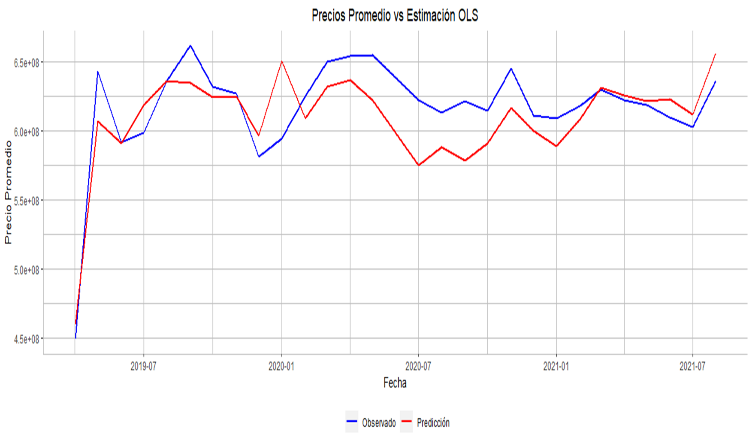 Precios Promedio vs Estimación OLS
Precio Promedio
6.5e+08
6.0e+08
5.5e+08
5.0e+08
4.5e+08
2019-07
2020-01
2020-07
2021-01
2021-07
Fecha
Observado
Predicción